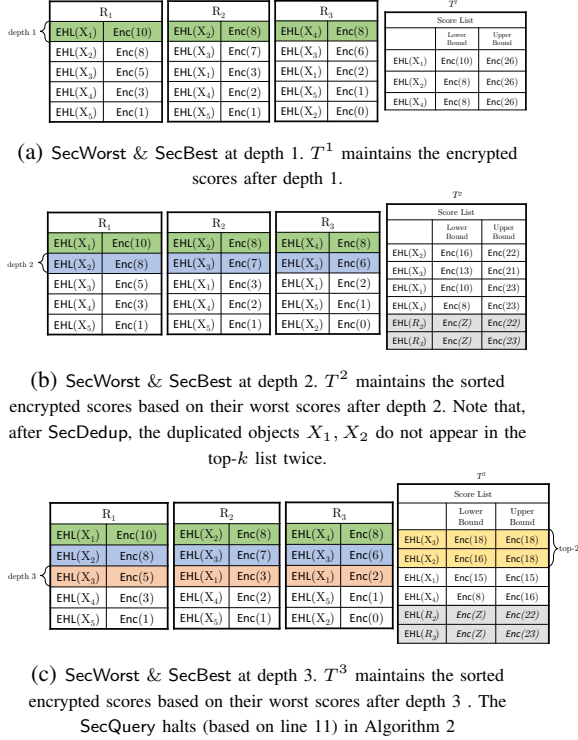 R₁ R₂ R₃ T¹
Score List
depth 1 EHL(X₁) Enc(10) EHL(X₂) Enc(8) EHL(X₄) Enc(8) Lower Bound Upper Bound
EHL(X₂) Enc(8) EHL(X₃) Enc(7) EHL(X₃) Enc(6) EHL(X₁) Enc(10) Enc(26)
EHL(X₃) Enc(5) EHL(X₁) Enc(3) EHL(X₁) Enc(2) EHL(X₂) Enc(8) Enc(26)
EHL(X₄) Enc(3) EHL(X₄) Enc(2) EHL(X₅) Enc(1) EHL(X₄) Enc(8) Enc(26)
EHL(X₅) Enc(1) EHL(X₅) Enc(1) EHL(X₂) Enc(0)
(a) SecWorst & SecBest at depth 1. T¹ maintains the encrypted
scores after depth 1.
T²
R₁ R₂ R₃ Score List
Lower Bound Upper Bound
EHL(X₁) Enc(10) EHL(X₂) Enc(8) EHL(X₄) Enc(8) EHL(X₂) Enc(16) Enc(22)
depth 2 EHL(X₂) Enc(8) EHL(X₃) Enc(7) EHL(X₃) Enc(6) EHL(X₃) Enc(13) Enc(21)
EHL(X₃) Enc(5) EHL(X₁) Enc(3) EHL(X₁) Enc(2) EHL(X₁) Enc(10) Enc(23)
EHL(X₄) Enc(3) EHL(X₄) Enc(2) EHL(X₅) Enc(1) EHL(X₄) Enc(8) Enc(23)
EHL(X₅) Enc(1) EHL(X₅) Enc(1) EHL(X₂) Enc(0) EHL(R₂) Enc(Z) Enc(22)
EHL(R₃) Enc(Z) Enc(23)
(b) SecWorst & SecBest at depth 2. T² maintains the sorted
encrypted scores based on their worst scores after depth 2. Note that,
after SecDedup, the duplicated objects X₁, X₂ do not appear in the
top-k list twice.
T³
Score List
R₁ R₂ R₃ Lower Bound Upper Bound
EHL(X₁) Enc(10) EHL(X₂) Enc(8) EHL(X₄) Enc(8) EHL(X₃) Enc(18) Enc(18)
EHL(X₂) Enc(8) EHL(X₃) Enc(7) EHL(X₃) Enc(6) EHL(X₂) Enc(16) Enc(18) top-2
depth 3 EHL(X₃) Enc(5) EHL(X₁) Enc(3) EHL(X₁) Enc(2) EHL(X₁) Enc(15) Enc(15)
EHL(X₄) Enc(3) EHL(X₄) Enc(2) EHL(X₅) Enc(1) EHL(X₄) Enc(8) Enc(16)
EHL(X₅) Enc(1) EHL(X₅) Enc(1) EHL(X₂) Enc(0) EHL(R₂) Enc(Z) Enc(22)
EHL(R₃) Enc(Z) Enc(23)
(c) SecWorst & SecBest at depth 3. T³ maintains the sorted
encrypted scores based on their worst scores after depth 3 . The
SecQuery halts (based on line 11) in Algorithm 2